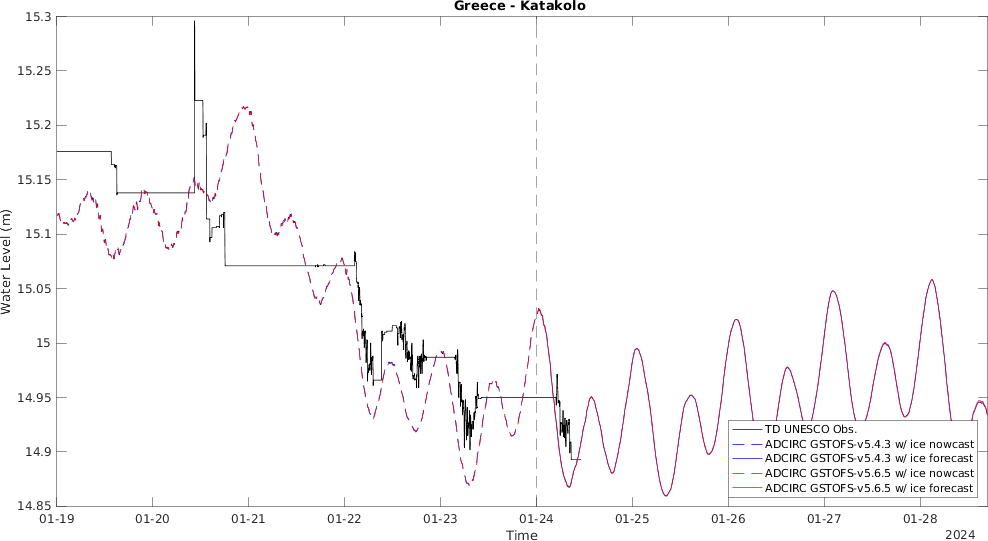 Greece - Katakolo
Water Level (m)
15.3
15.25
15.2
15.15
15.1
15.05
15
14.95
14.9
14.85
TD UNESCO Obs.
ADCIRC GSTOFS-v5.4.3 w/ ice nowcast
ADCIRC GSTOFS-v5.4.3 w/ ice forecast
ADCIRC GSTOFS-v5.6.5 w/ ice nowcast
ADCIRC GSTOFS-v5.6.5 w/ ice forecast
01-19 01-20 01-21 01-22 01-23 01-24 01-25 01-26 01-27 01-28
Time
2024